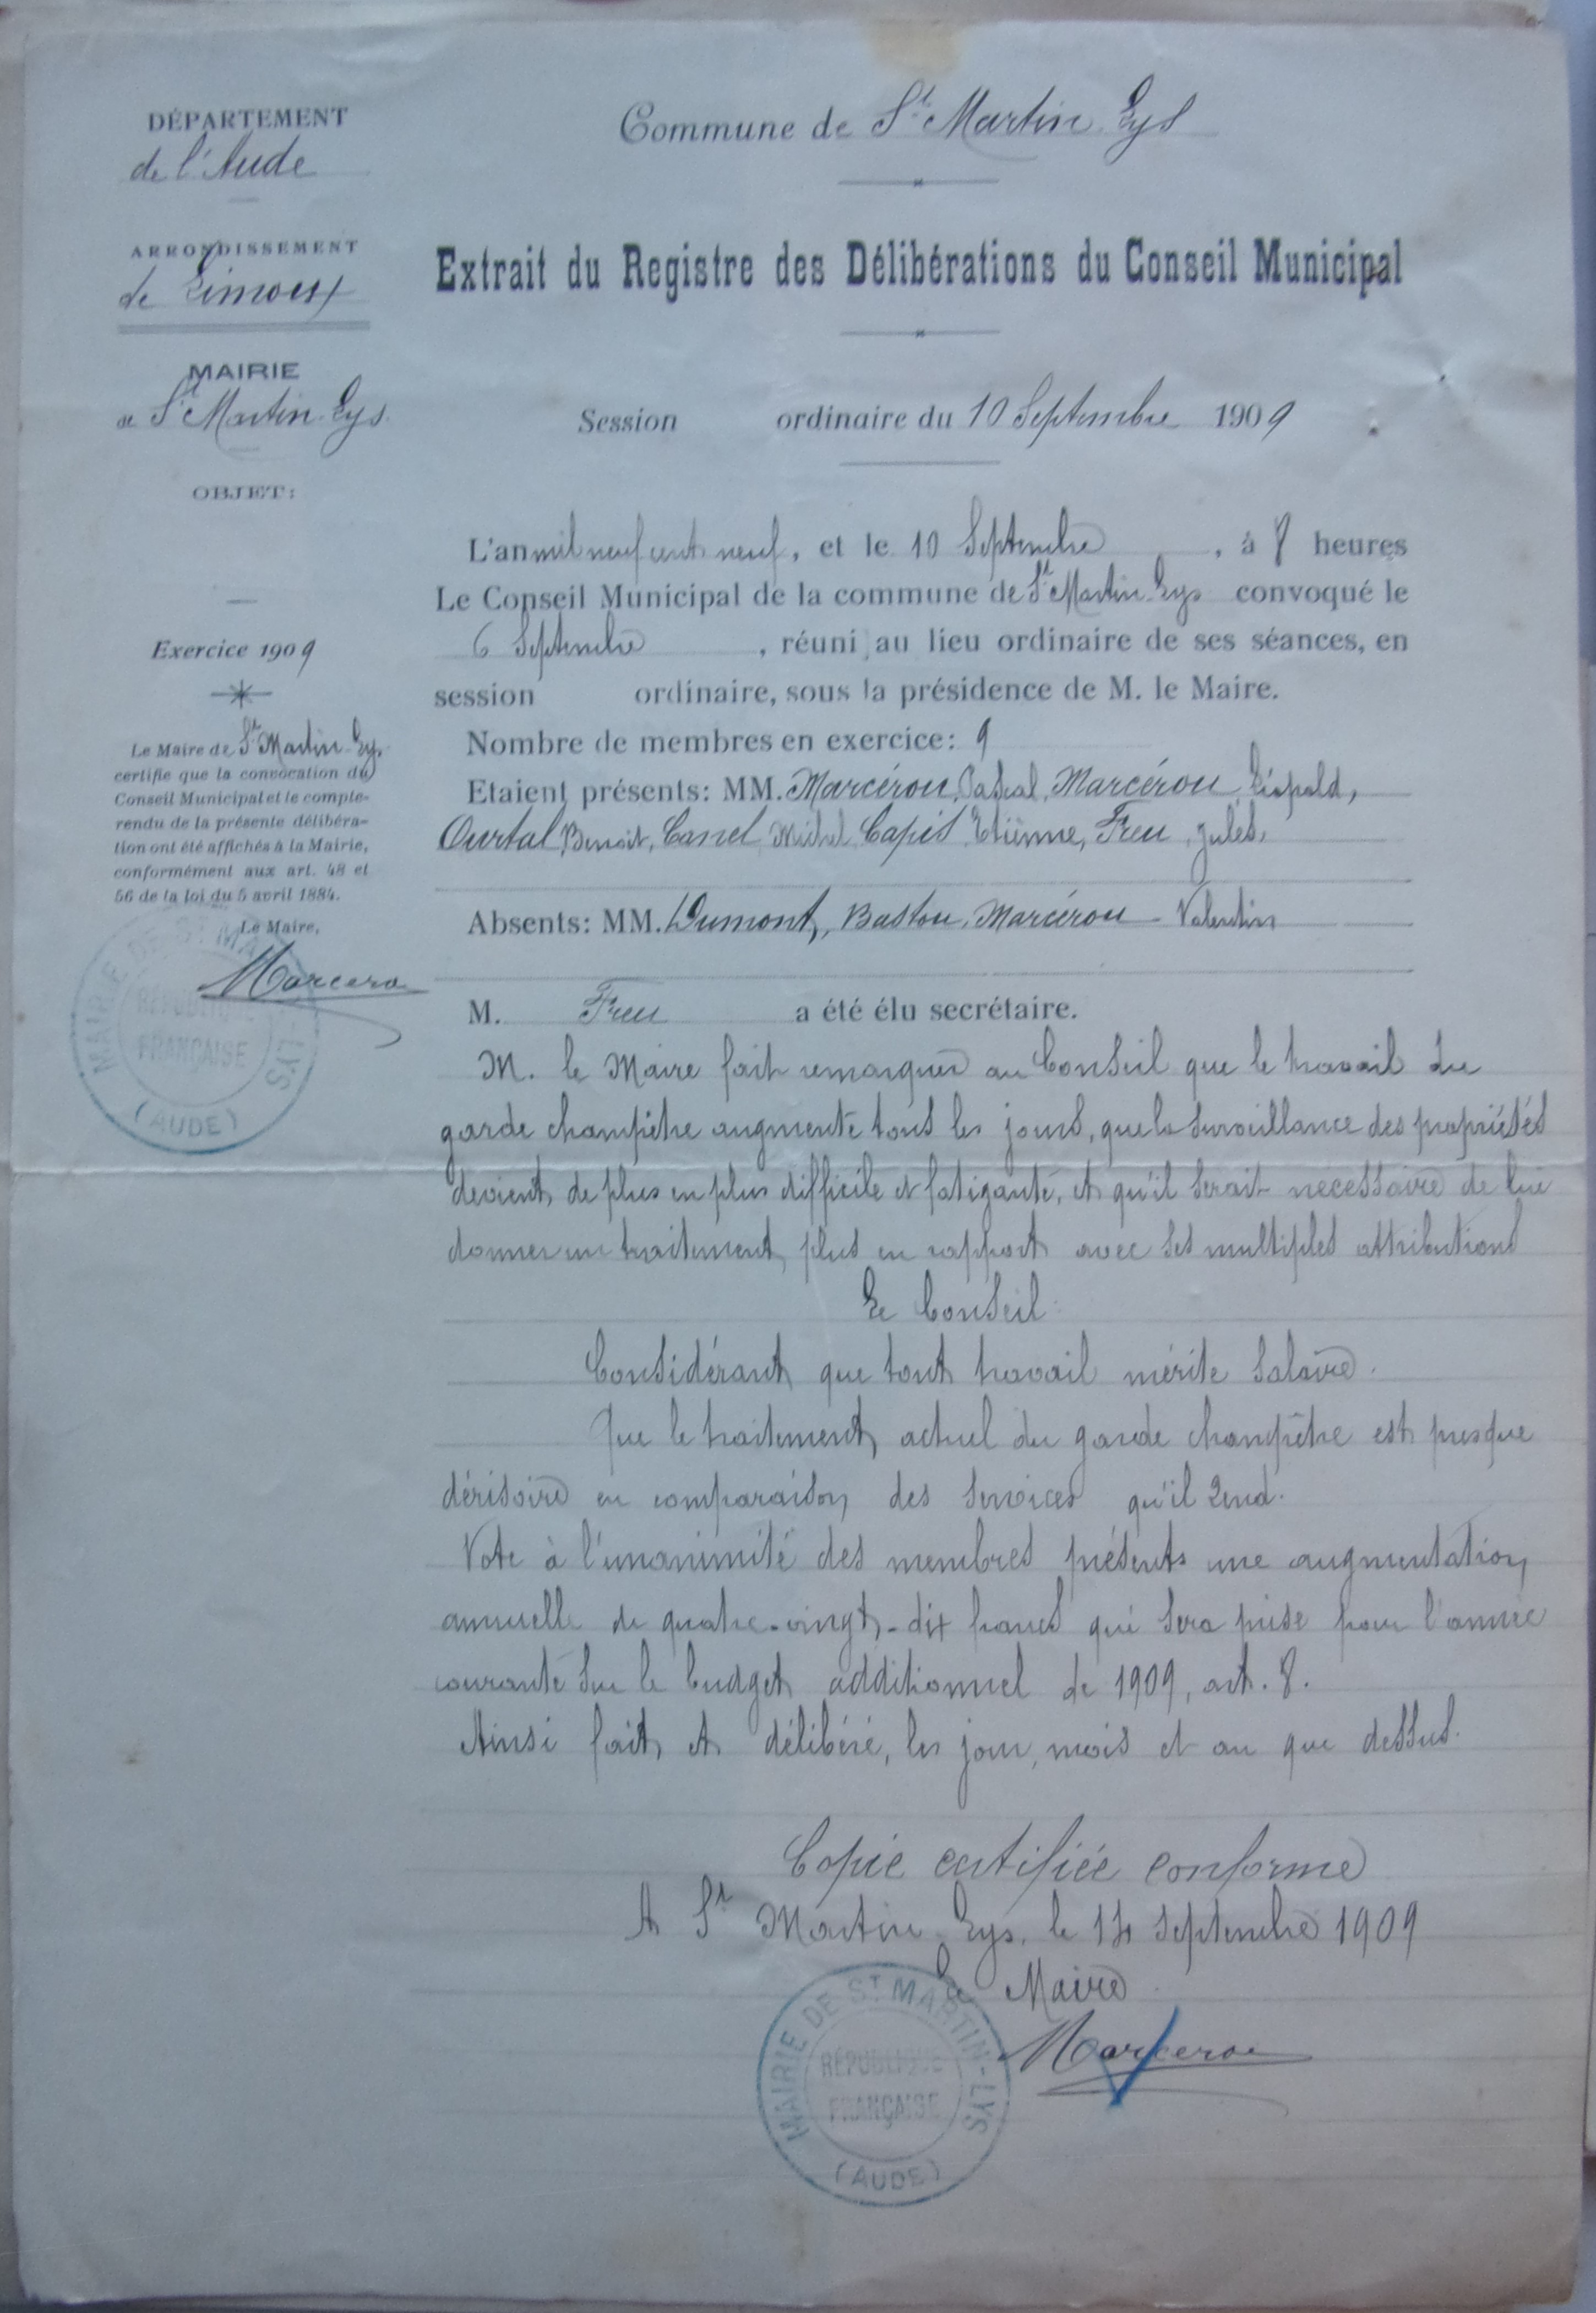 DÉPARTEMENT
de l'Aude
ARRONDISSEMENT
de Limoux
MAIRIE
de St Martin-Lys.
OBJET:
Exercice 1909
Le Maire de St Martin-Lys
certifie que la convocation du
Conseil Municipal et le compte-
rendu de la présente délibéra-
tion ont été affichés à la Mairie,
conformément aux art. 48 et
56 de la loi du 5 avril 1884.
Le Maire,
Marcerou
MAIRIE DE ST MARTIN-LYS
RÉPUBLIQUE
FRANÇAISE
(AUDE)
Commune de St Martin-Lys
Extrait du Registre des Délibérations du Conseil Municipal
Session ordinaire du 10 Septembre 1909
L'an mil neuf cent neuf, et le 10 Septembre, à 8 heures
Le Conseil Municipal de la commune de St Martin-Lys convoqué le
6 Septembre, réuni au lieu ordinaire de ses séances, en
session ordinaire, sous la présidence de M. le Maire.
Nombre de membres en exercice: 9
Etaient présents: MM. Marcérou, Pascal, Marcérou, Léopold,
Ourtal, Benoit, Canel, Michel, Capis, Etienne, Freu, Jules.
Absents: MM. Dumont, Bastou, Marcérou - Valentin
M. Freu a été élu secrétaire.
M. le Maire fait remarquer au Conseil que le travail du
garde champêtre augmente tous les jours, que la surveillance des propriétés
devient de plus en plus difficile et fatigante, et qu'il serait necessaire de lui
donner un traitement plus en rapport avec ses multiples attributions
Le Conseil:
Considérant que tout travail mérite salaire.
Que le traitement actuel du garde champêtre est presque
dérisoire en comparaison des services qu'il rend.
Vote à l'unanimité des membres présents une augmentation
annuelle de quatre-vingt-dix francs qui sera prise pour l'année
courante sur le budget additionnel de 1909, art. 8.
Ainsi fait et délibéré, les jour, mois et an que dessus.
Copie certifiée conforme
A St Martin-Lys, le 14 septembre 1909
Le Maire
Marcerou
MAIRIE DE ST MARTIN-LYS
RÉPUBLIQUE
FRANÇAISE
(AUDE)